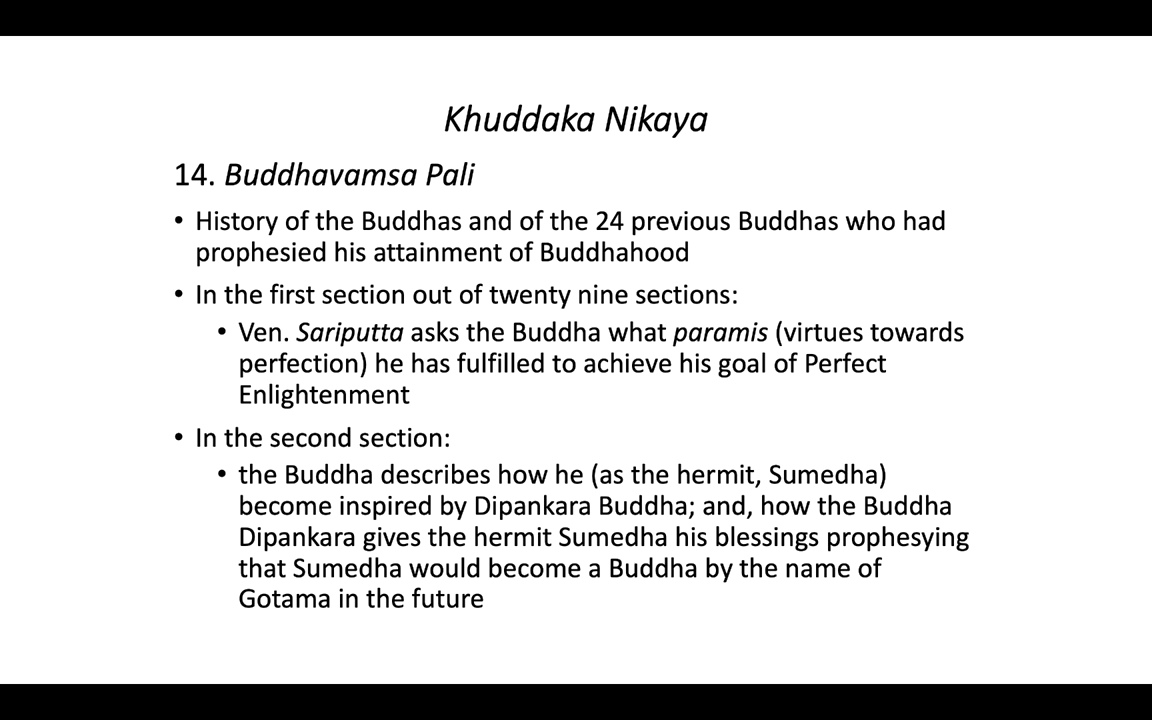 Khuddaka Nikaya
14. Buddhavamsa Pali
• History of the Buddhas and of the 24 previous Buddhas who had
prophesied his attainment of Buddhahood
• In the first section out of twenty nine sections:
• Ven. Sariputta asks the Buddha what paramis (virtues towards
perfection) he has fulfilled to achieve his goal of Perfect
Enlightenment
• In the second section:
• the Buddha describes how he (as the hermit, Sumedha)
become inspired by Dipankara Buddha; and, how the Buddha
Dipankara gives the hermit Sumedha his blessings prophesying
that Sumedha would become a Buddha by the name of
Gotama in the future